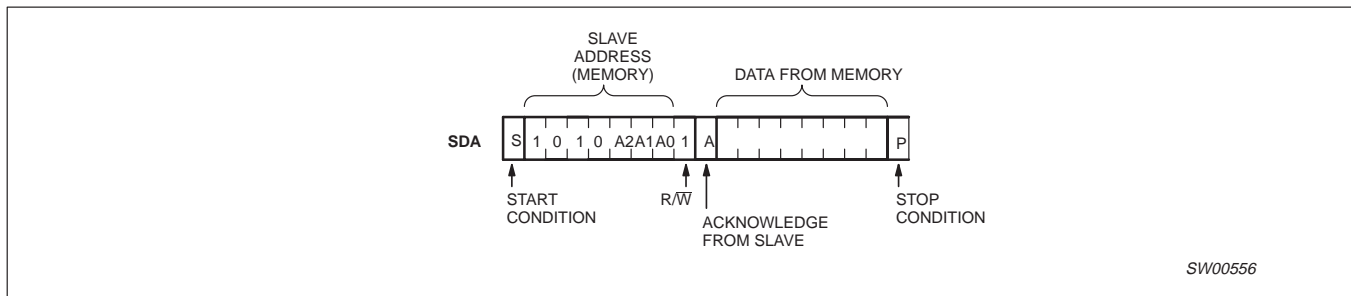 SLAVE
ADDRESS
(MEMORY)
DATA FROM MEMORY
SDA
S 1 0 1 0 A2 A1 A0 1 A P
START
CONDITION
R/W̅
ACKNOWLEDGE
FROM SLAVE
STOP
CONDITION
SW00556